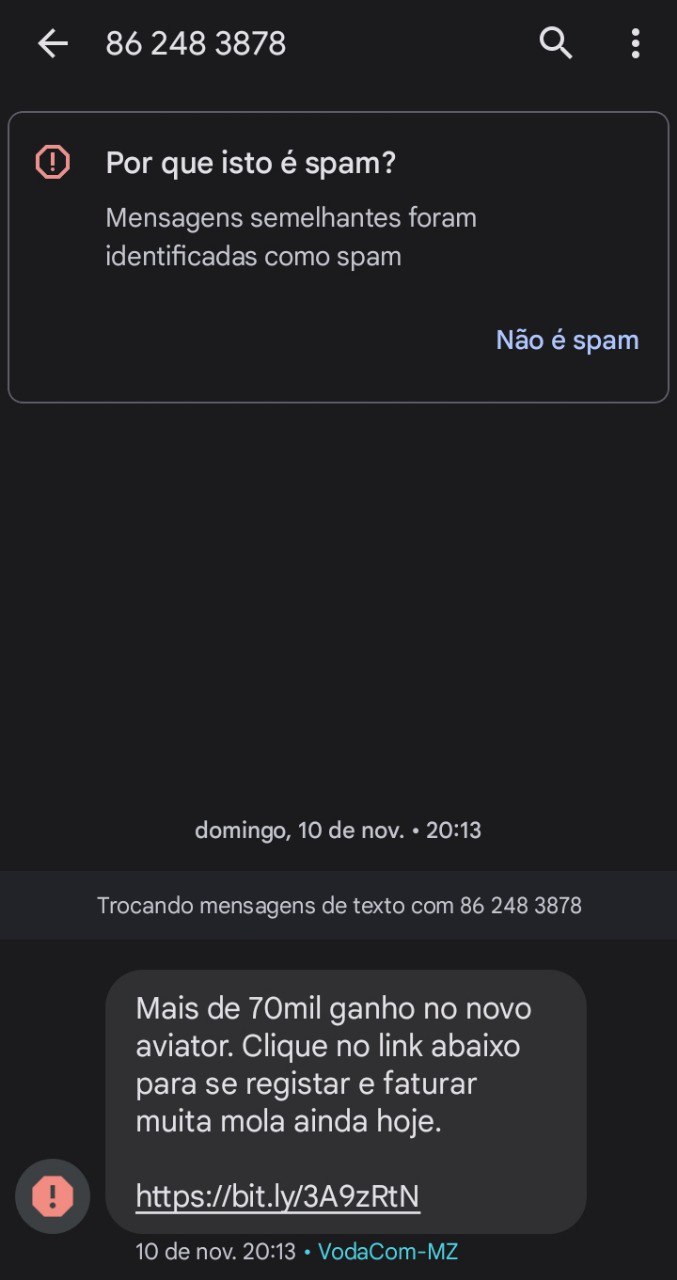 86 248 3878
Por que isto é spam?
Mensagens semelhantes foram
identificadas como spam
Não é spam
domingo, 10 de nov. • 20:13
Trocando mensagens de texto com 86 248 3878
Mais de 70mil ganho no novo
aviator. Clique no link abaixo
para se registar e faturar
muita mola ainda hoje.
https://bit.ly/3A9zRtN
10 de nov. 20:13 • VodaCom-MZ